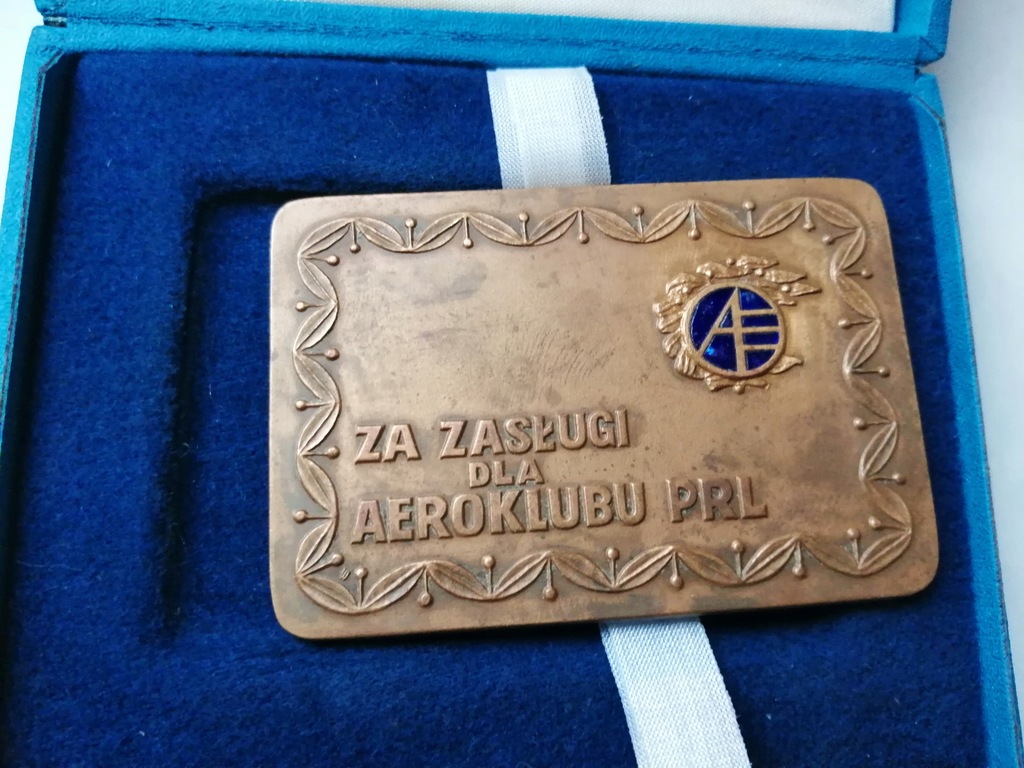 Æ
ZA ZASŁUGI
DLA
AEROKLUBU PRL